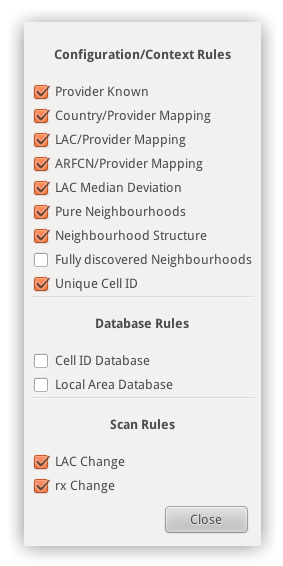 Configuration/Context Rules
Provider Known
Country/Provider Mapping
LAC/Provider Mapping
ARFCN/Provider Mapping
LAC Median Deviation
Pure Neighbourhoods
Neighbourhood Structure
Fully discovered Neighbourhoods
Unique Cell ID
Database Rules
Cell ID Database
Local Area Database
Scan Rules
LAC Change
rx Change
Close